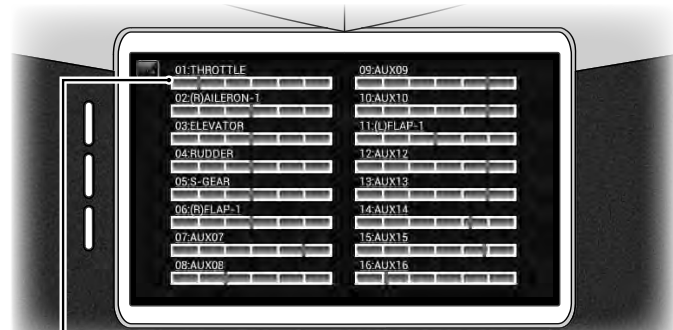 01:THROTTLE
02:(R)AILERON-1
03:ELEVATOR
04:RUDDER
05:S-GEAR
06:(R)FLAP-1
07:AUX07
08:AUX08
09:AUX09
10:AUX10
11:(L)FLAP-1
12:AUX12
13:AUX13
14:AUX14
15:AUX15
16:AUX16